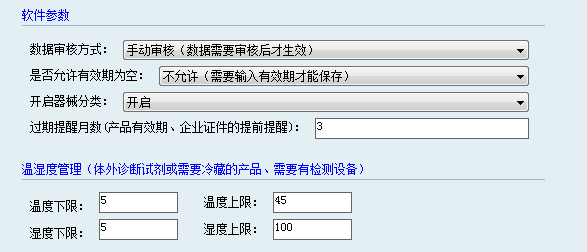 软件参数
数据审核方式： 手动审核（数据需要审核后才生效）
是否允许有效期为空： 不允许（需要输入有效期才能保存）
开启器械分类： 开启
过期提醒月数(产品有效期、企业证件的提前提醒)： 3
温湿度管理（体外诊断试剂或需要冷藏的产品、需要有检测设备）
温度下限： 5 温度上限： 45
湿度下限： 5 湿度上限： 100